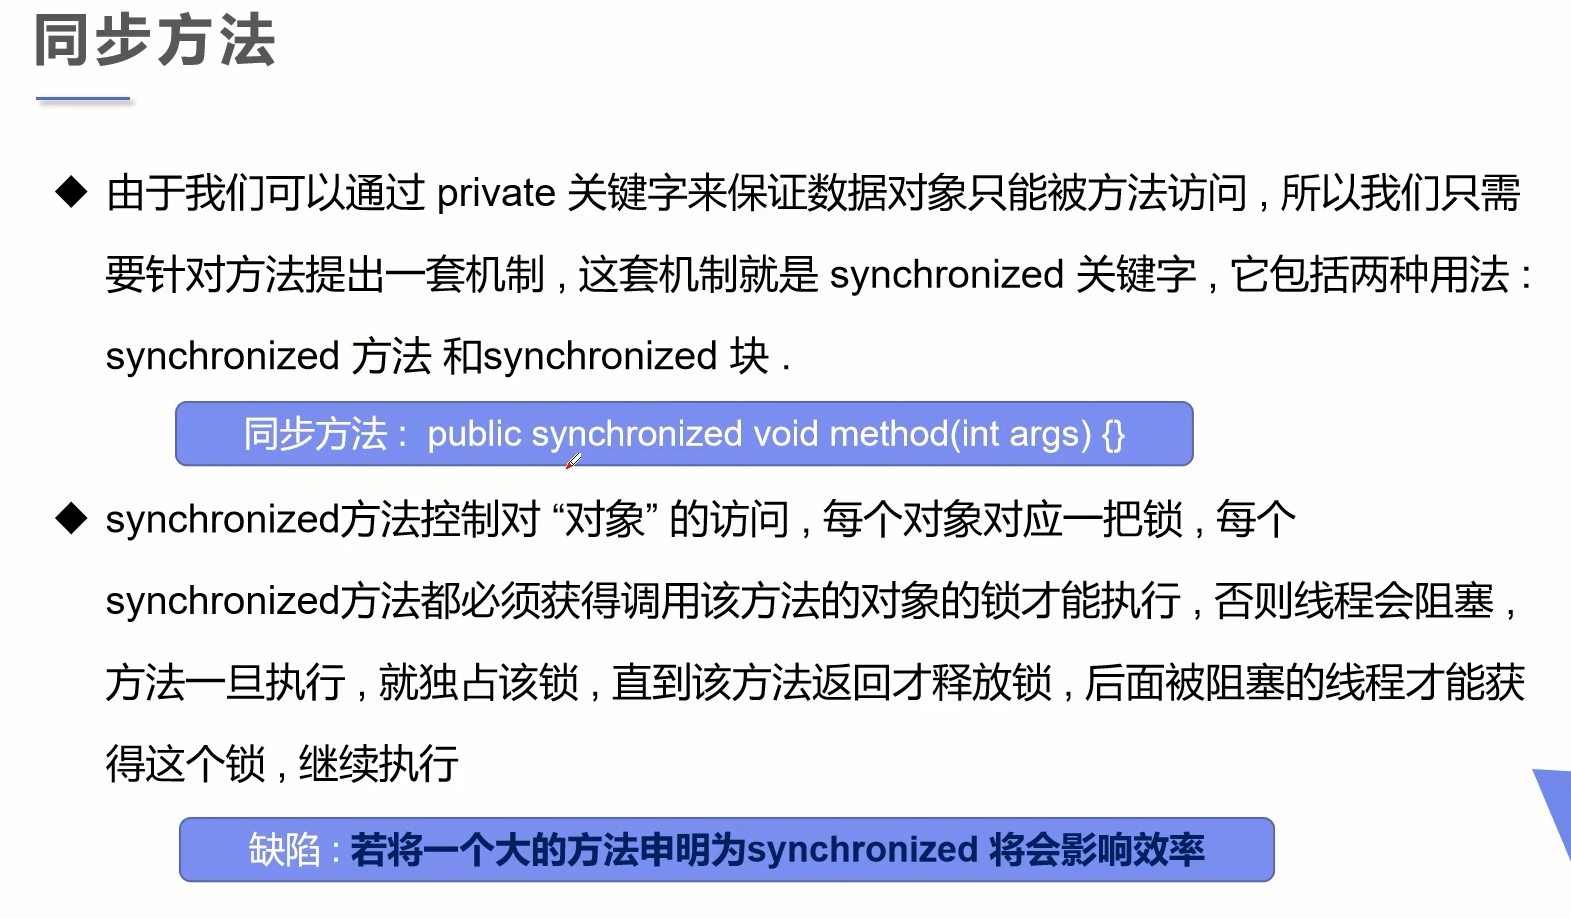 同步方法
由于我们可以通过 private 关键字来保证数据对象只能被方法访问 , 所以我们只需
要针对方法提出一套机制 , 这套机制就是 synchronized 关键字 , 它包括两种用法 :
synchronized 方法 和synchronized 块 .
同步方法 : public synchronized void method(int args) {}
synchronized方法控制对 “对象” 的访问 , 每个对象对应一把锁 , 每个
synchronized方法都必须获得调用该方法的对象的锁才能执行 , 否则线程会阻塞 ,
方法一旦执行 , 就独占该锁 , 直到该方法返回才释放锁 , 后面被阻塞的线程才能获
得这个锁 , 继续执行
缺陷 : 若将一个大的方法申明为synchronized 将会影响效率